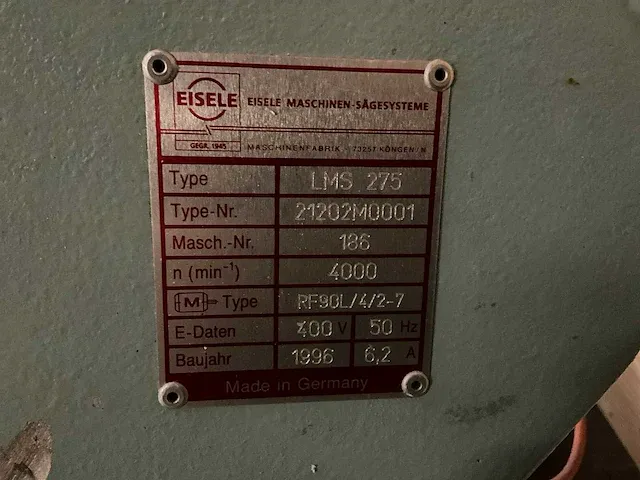 EISELE
EISELE MASCHINEN-SÄGESYSTEME
GEGR. 1945
MASCHINENFABRIK 73257 KÖNGEN/N
Type LMS 275
Type-Nr. 21202M0001
Masch.-Nr. 186
n (min⁻¹) 4000
M Type RF90L/4/2-7
E-Daten 400 V 50 Hz
Baujahr 1996 6,2 A
Made in Germany